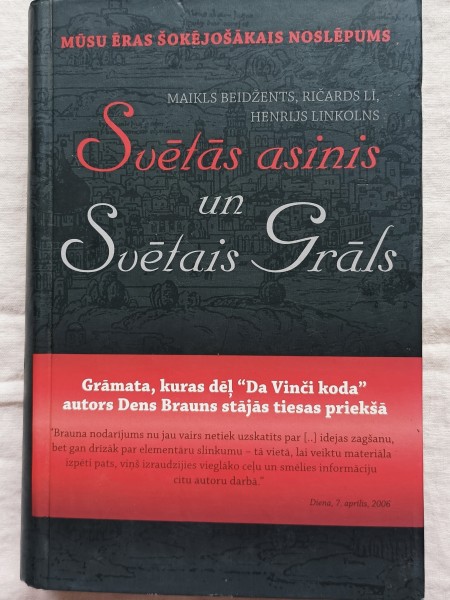 MŪSU ĒRAS ŠOKĒJOŠĀKAIS NOSLĒPUMS
MAIKLS BEIDŽENTS, RIČARDS LĪ,
HENRIJS LINKOLNS
Svētās asinis
un
Svētais Grāls
Grāmata, kuras dēļ "Da Vinči koda"
autors Dens Brauns stājās tiesas priekšā
"Brauna nodarījums nu jau vairs netiek uzskatīts par [..] idejas zagšanu,
bet gan drīzāk par elementāru slinkumu – tā vietā, lai veiktu materiāla
izpēti pats, viņš izraudzījies vieglāko ceļu un smēlies informāciju
citu autoru darbā."
Diena, 7. aprīlis, 2006